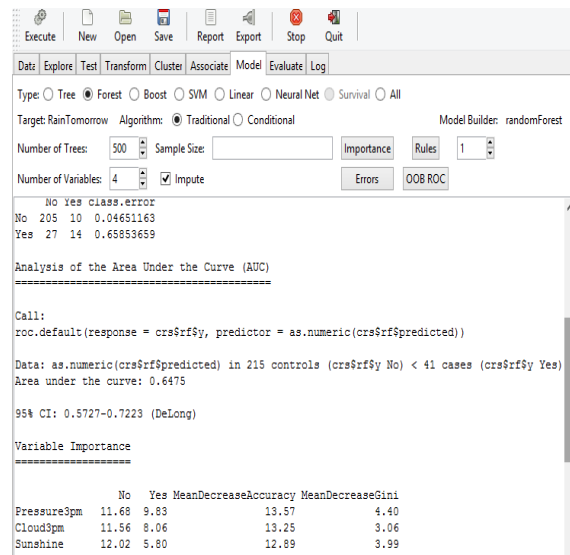 Execute New Open Save Report Export Stop Quit
Data Explore Test Transform Cluster Associate Model Evaluate Log
Type: Tree Forest Boost SVM Linear Neural Net Survival All
Target: RainTomorrow Algorithm: Traditional Conditional Model Builder: randomForest
Number of Trees: 500 Sample Size: Importance Rules 1
Number of Variables: 4 Impute Errors OOB ROC
No Yes class.error
No 205 10 0.04651163
Yes 27 14 0.65853659
Analysis of the Area Under the Curve (AUC)
==========================================
Call:
roc.default(response = crs$rf$y, predictor = as.numeric(crs$rf$predicted))
Data: as.numeric(crs$rf$predicted) in 215 controls (crs$rf$y No) < 41 cases (crs$rf$y Yes)
Area under the curve: 0.6475
95% CI: 0.5727-0.7223 (DeLong)
Variable Importance
===================
No Yes MeanDecreaseAccuracy MeanDecreaseGini
Pressure3pm 11.68 9.83 13.57 4.40
Cloud3pm 11.56 8.06 13.25 3.06
Sunshine 12.02 5.80 12.89 3.99